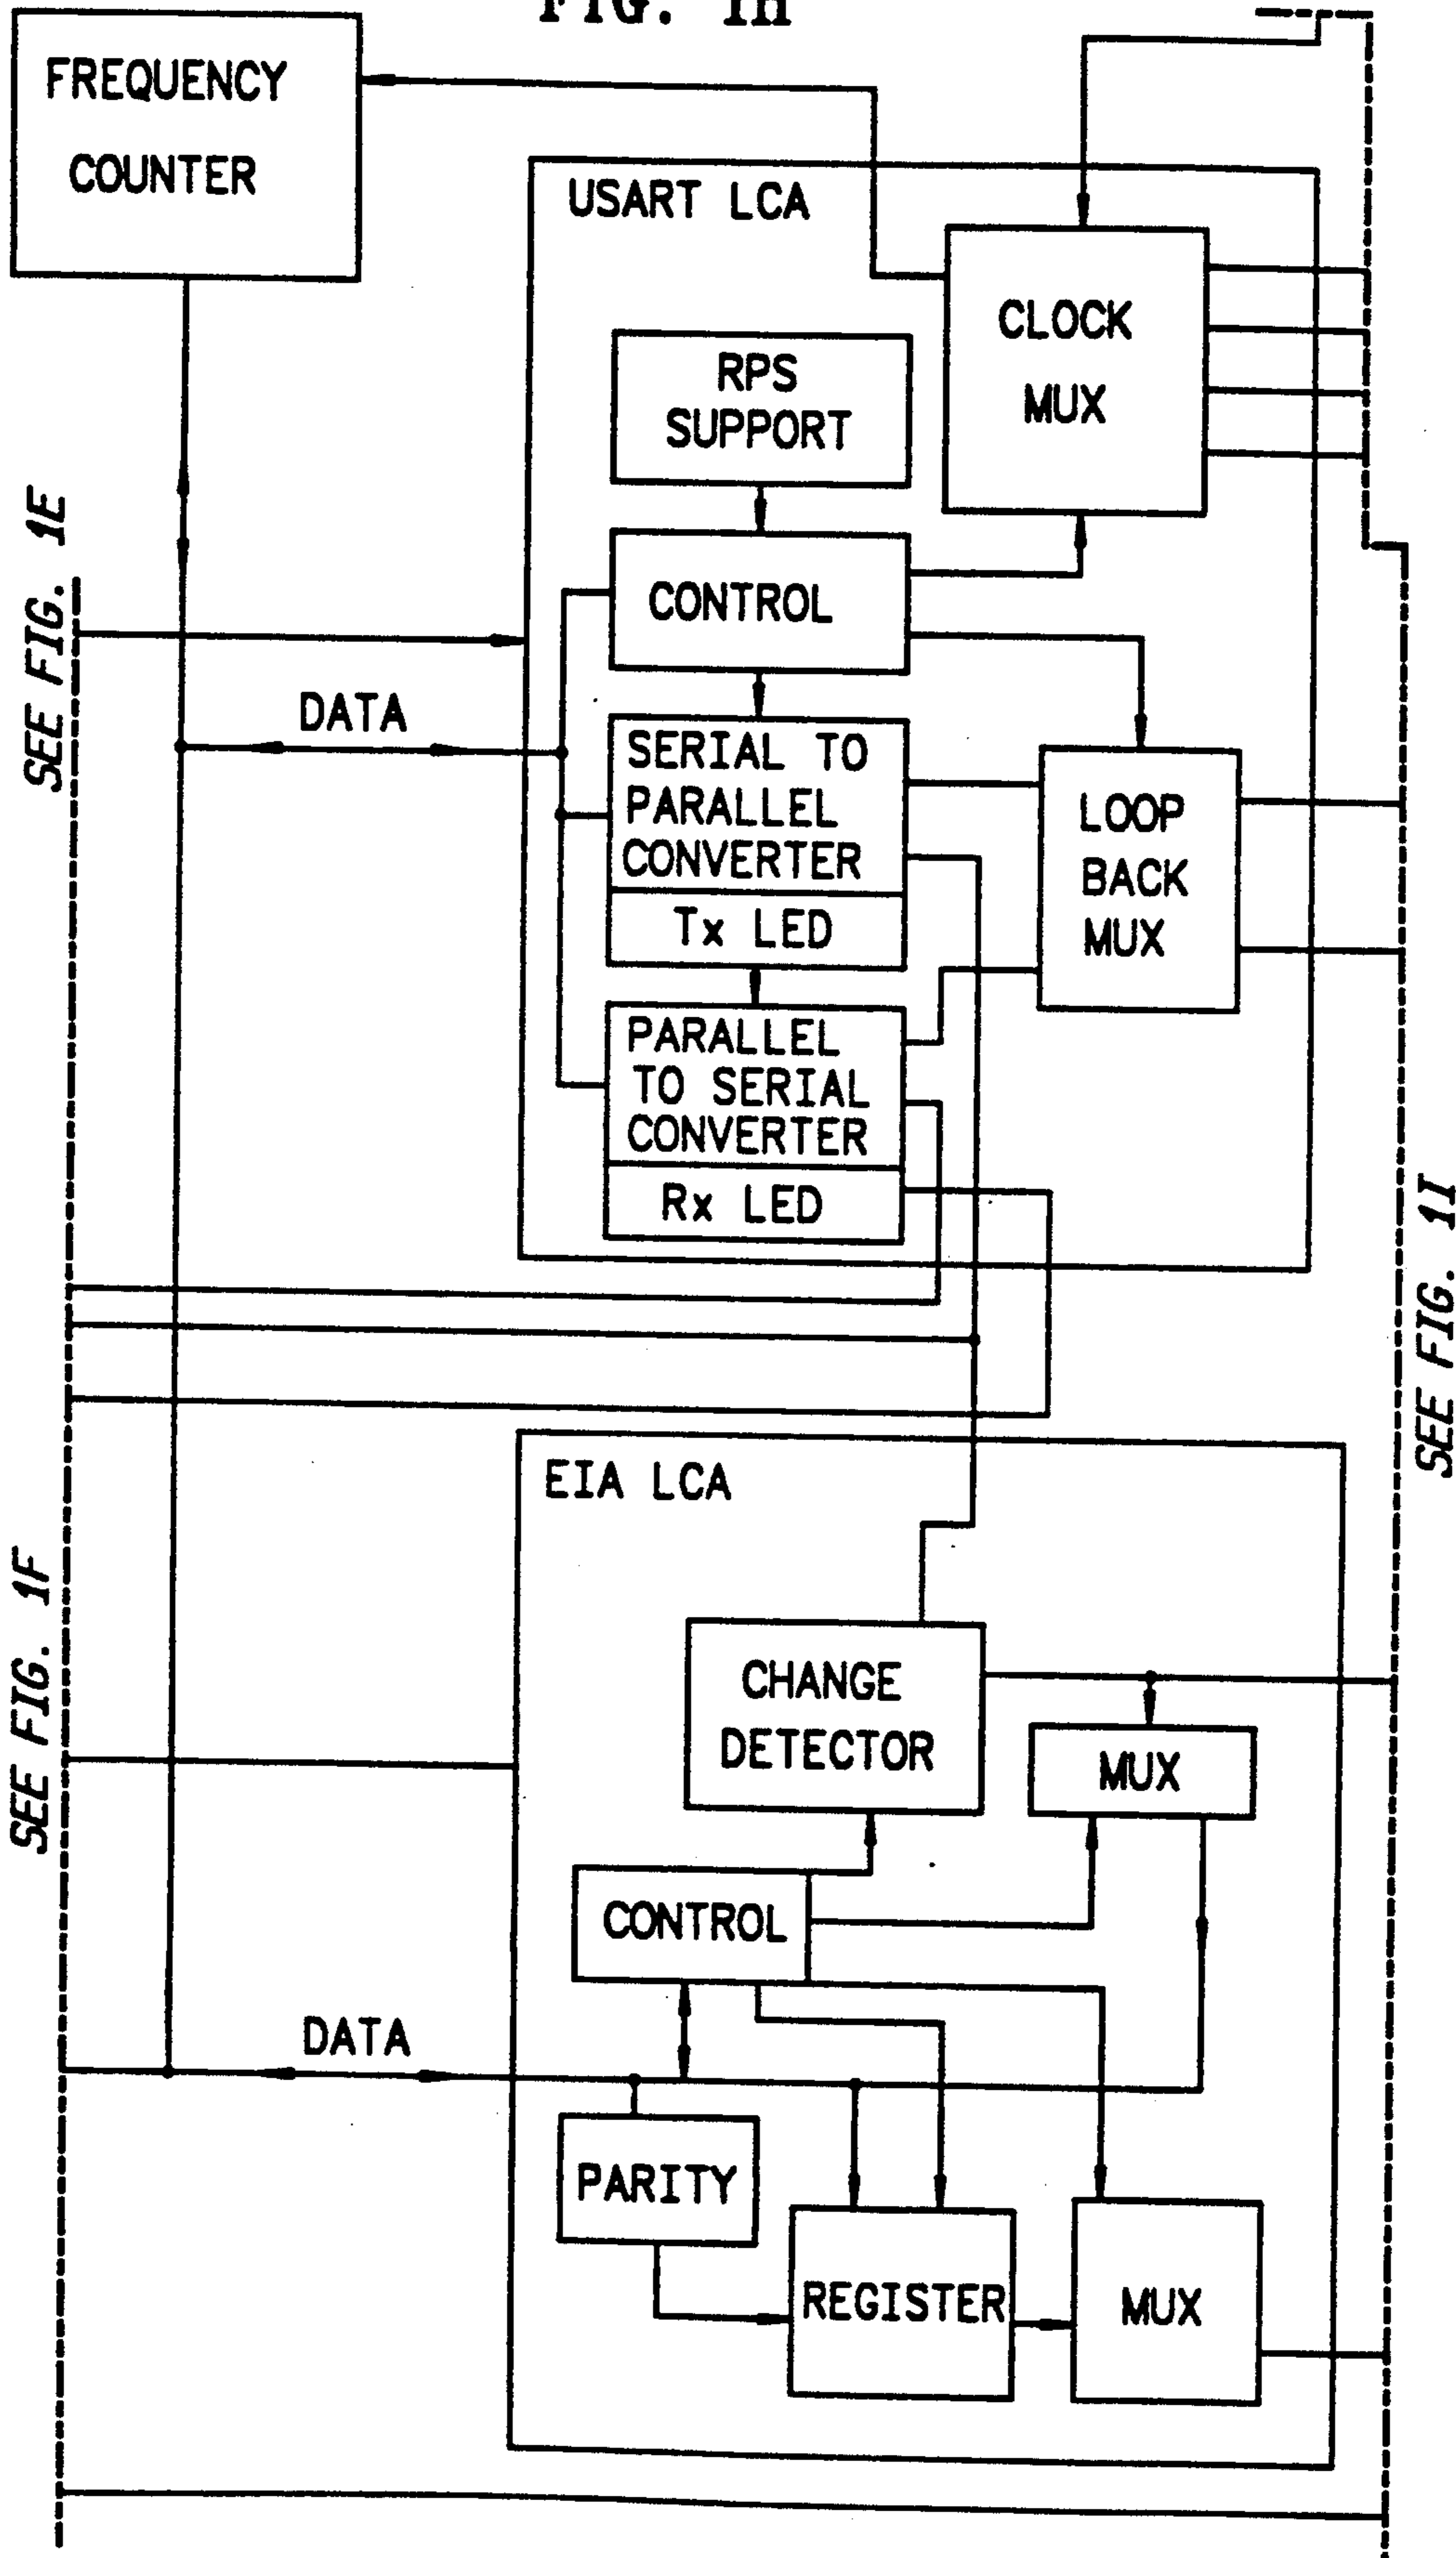 FIG. 1H
FREQUENCY
COUNTER
USART LCA
CLOCK
MUX
RPS
SUPPORT
CONTROL
SEE FIG. 1E
DATA
SERIAL TO
PARALLEL
CONVERTER
Tx LED
LOOP
BACK
MUX
PARALLEL
TO SERIAL
CONVERTER
Rx LED
SEE FIG. 1I
EIA LCA
SEE FIG. 1F
CHANGE
DETECTOR
MUX
CONTROL
DATA
PARITY
REGISTER
MUX